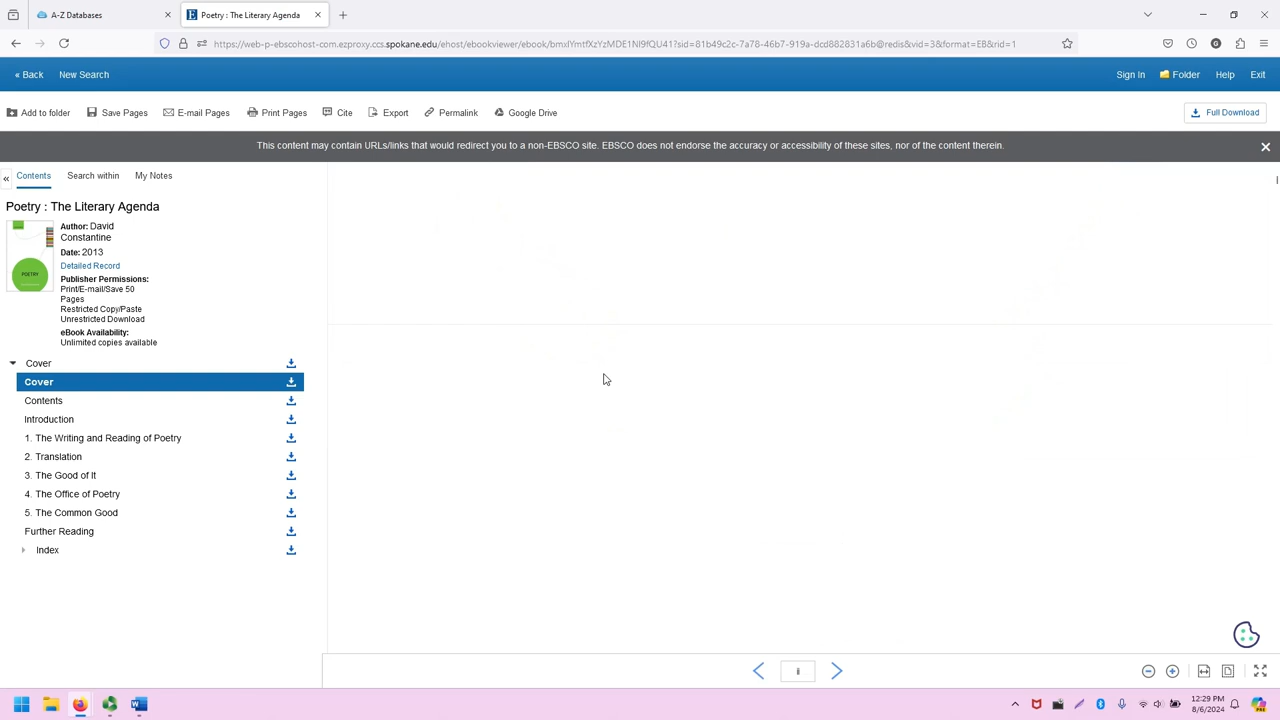 A-Z Databases
Poetry : The Literary Agenda
https://web-p-ebscohost-com.ezproxy.ccs.spokane.edu/ehost/ebookviewer/ebook/bmxlYmtfXzYzMDE1Nl9fQU41?sid=81b49c2c-7a78-46b7-919a-dcd882831a6b@redis&vid=3&format=EB&rid=1
« Back New Search Sign In Folder Help Exit
Add to folder Save Pages E-mail Pages Print Pages Cite Export Permalink Google Drive Full Download
This content may contain URLs/links that would redirect you to a non-EBSCO site. EBSCO does not endorse the accuracy or accessibility of these sites, nor of the content therein.
« Contents Search within My Notes
Poetry : The Literary Agenda
POETRY
Author: David
Constantine
Date: 2013
Detailed Record
Publisher Permissions:
Print/E-mail/Save 50
Pages
Restricted Copy/Paste
Unrestricted Download
eBook Availability:
Unlimited copies available
Cover
Cover
Contents
Introduction
1. The Writing and Reading of Poetry
2. Translation
3. The Good of It
4. The Office of Poetry
5. The Common Good
Further Reading
Index
ii
12:29 PM
8/6/2024